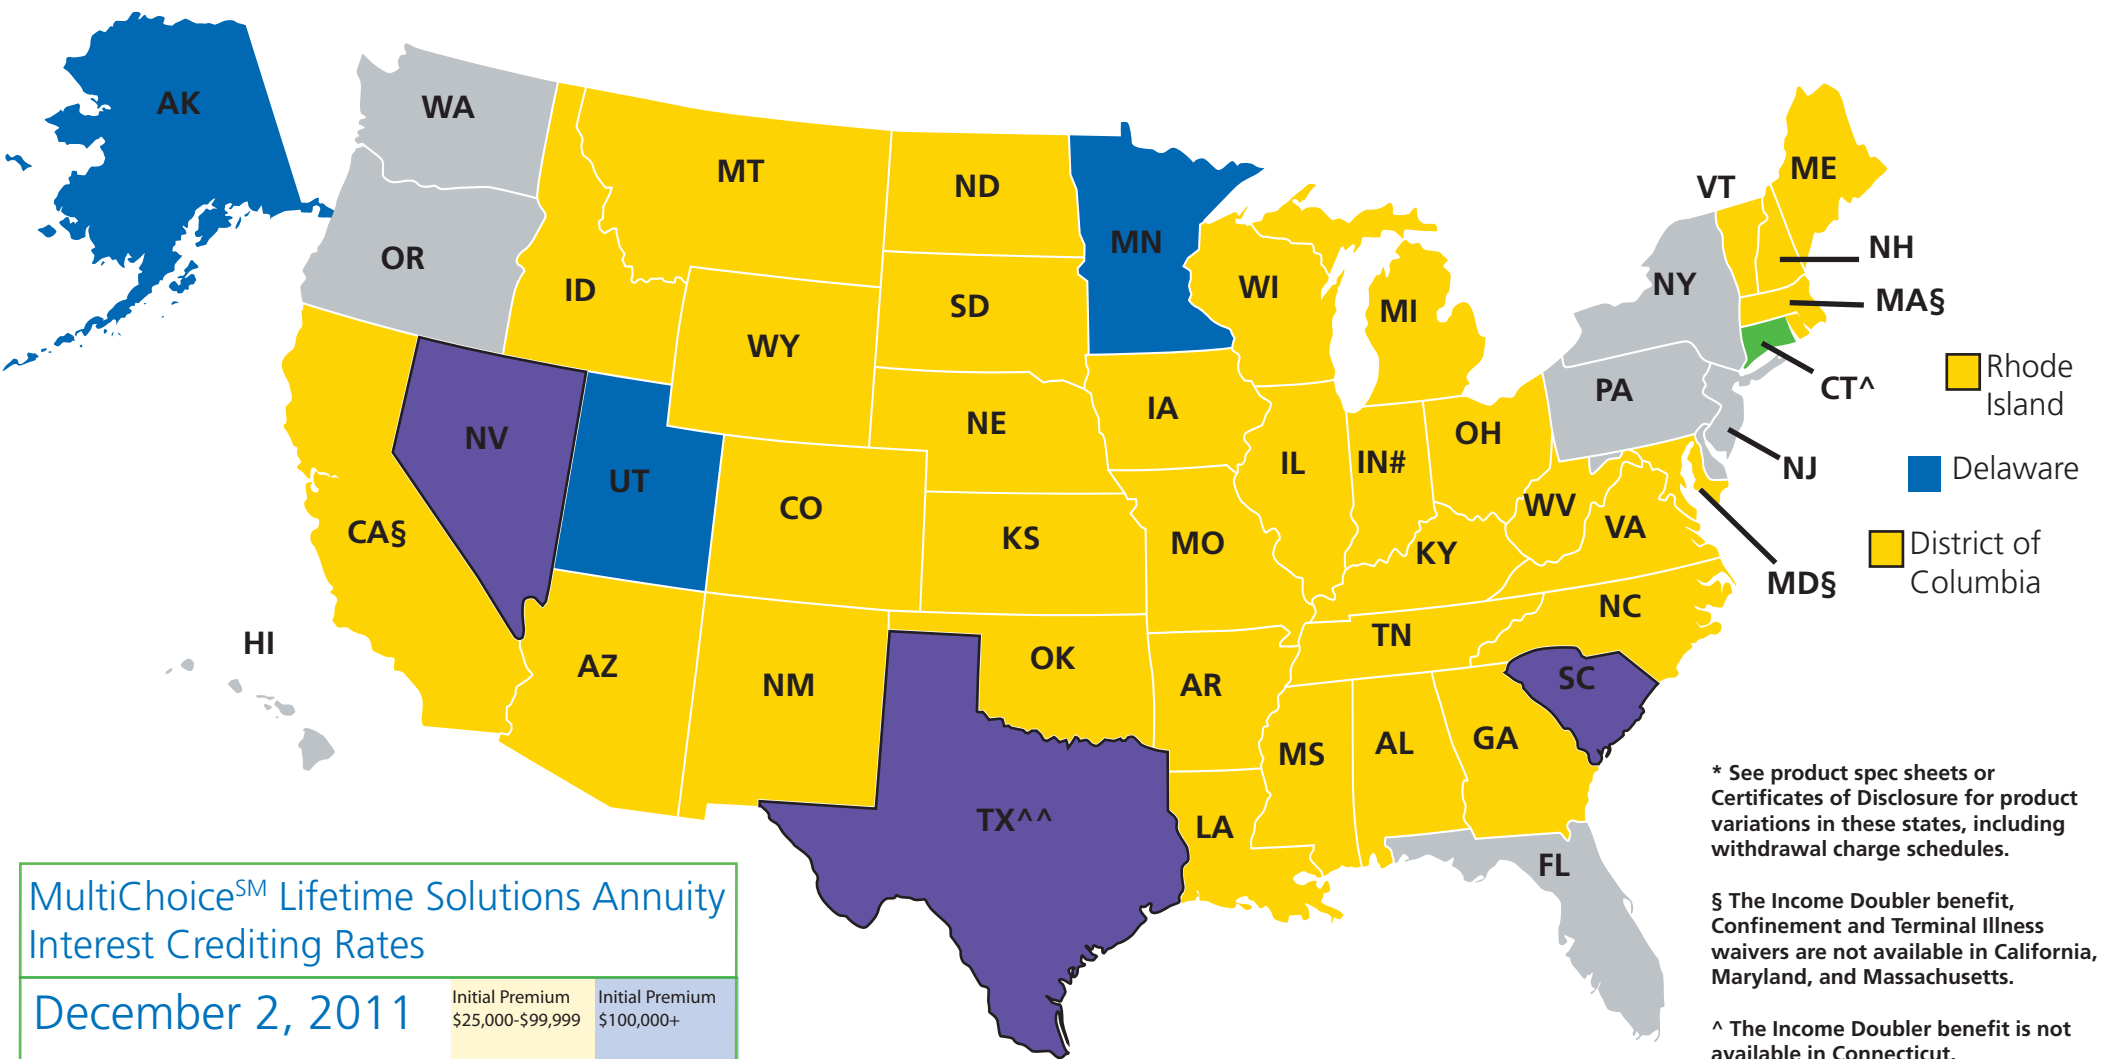 AK
WA
MT
ND
MN
ME
VT
OR
ID
SD
WI
MI
NY
NH
MA§
WY
NV
NE
IA
PA
CT^
Rhode
Island
UT
CO
IL
IN#
OH
NJ
Delaware
CA§
KS
MO
KY
WV
VA
MD§
District of
Columbia
HI
AZ
NM
OK
AR
TN
NC
SC
TX^^
LA
MS
AL
GA
FL
* See product spec sheets or
Certificates of Disclosure for product
variations in these states, including
withdrawal charge schedules.
§ The Income Doubler benefit,
Confinement and Terminal Illness
waivers are not available in California,
Maryland, and Massachusetts.
^ The Income Doubler benefit is not
available in Connecticut.
MultiChoiceSM Lifetime Solutions Annuity
Interest Crediting Rates
December 2, 2011
Initial Premium
$25,000-$99,999
Initial Premium
$100,000+